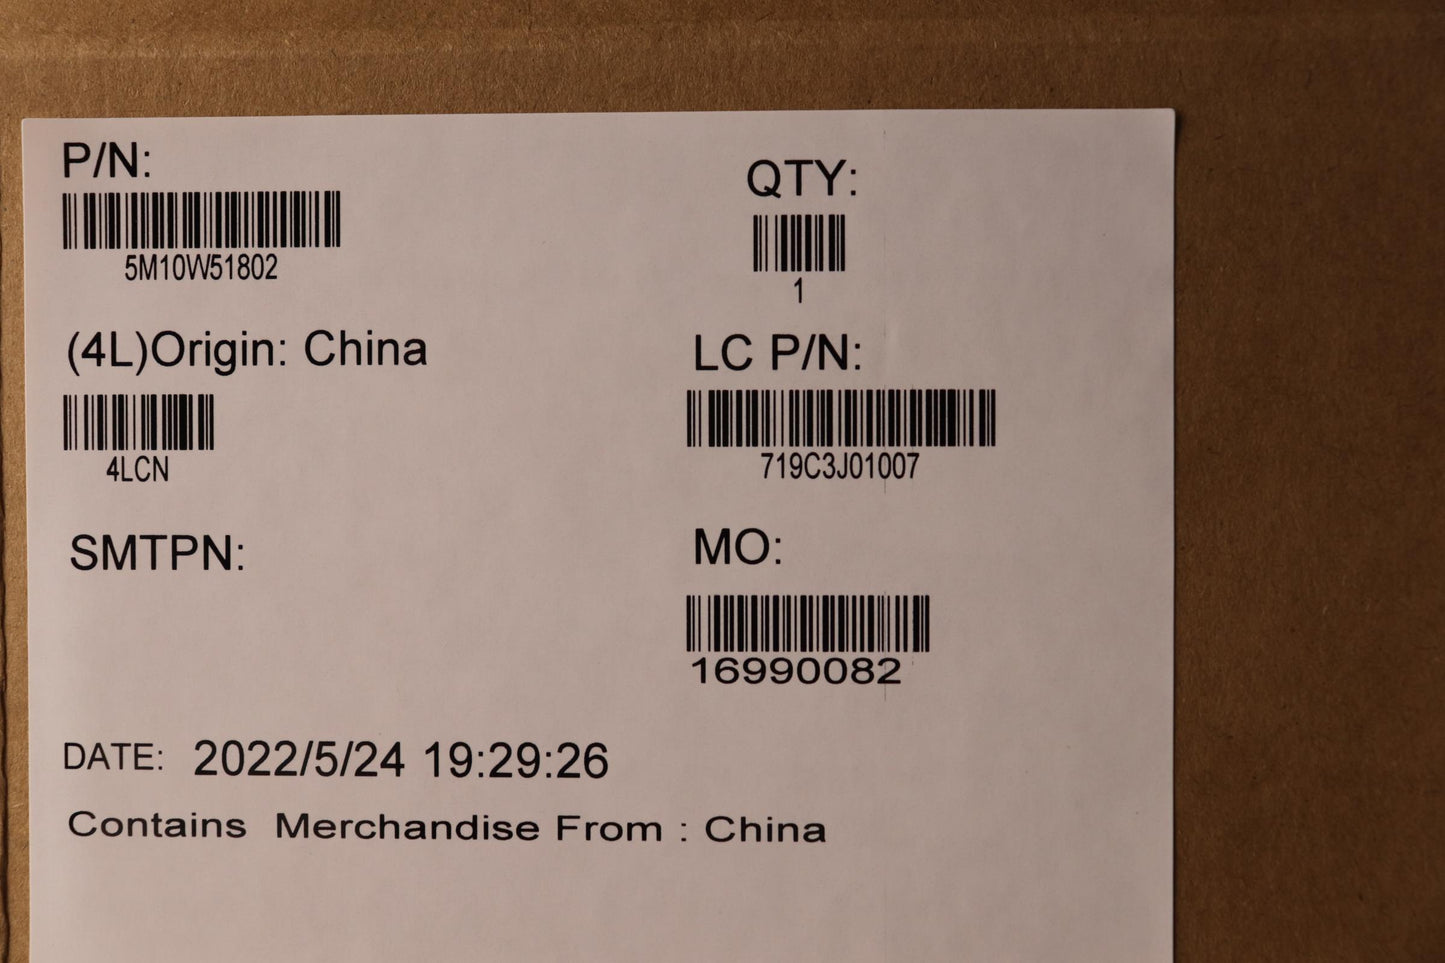 P/N:
5M10W51802
QTY:
1
(4L)Origin: China
4LCN
LC P/N:
719C3J01007
SMTPN:
MO:
16990082
DATE: 2022/5/24 19:29:26
Contains Merchandise From : China